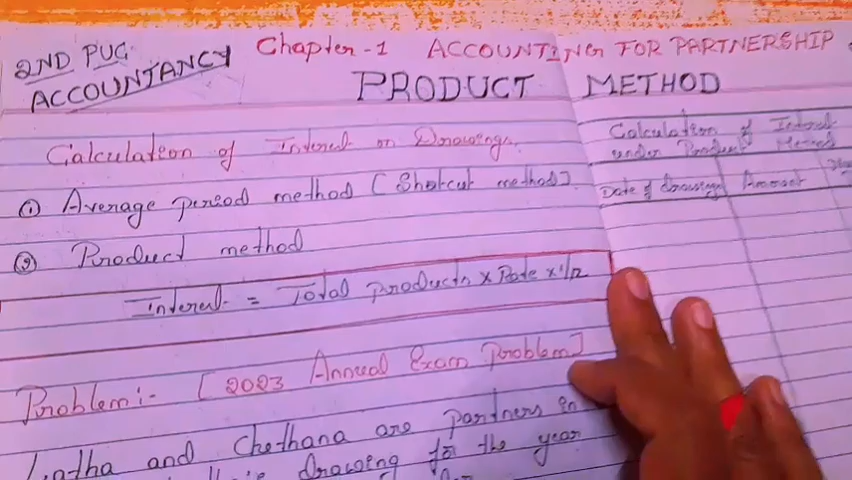 2ND PUC
ACCOUNTANCY
Chapter-1 ACCOUNTING FOR PARTNERSHIP
PRODUCT METHOD
Calculation of Interest on Drawings
① Average period method [Shotcut method]
② Product method
Interest = Total products x Rate x 1/12
Problem:- [2023 Annual Exam Problem]
and Chethana are partners in
drawing for the year
Calculation of Interest
under Product Method
Date of drawings Amount